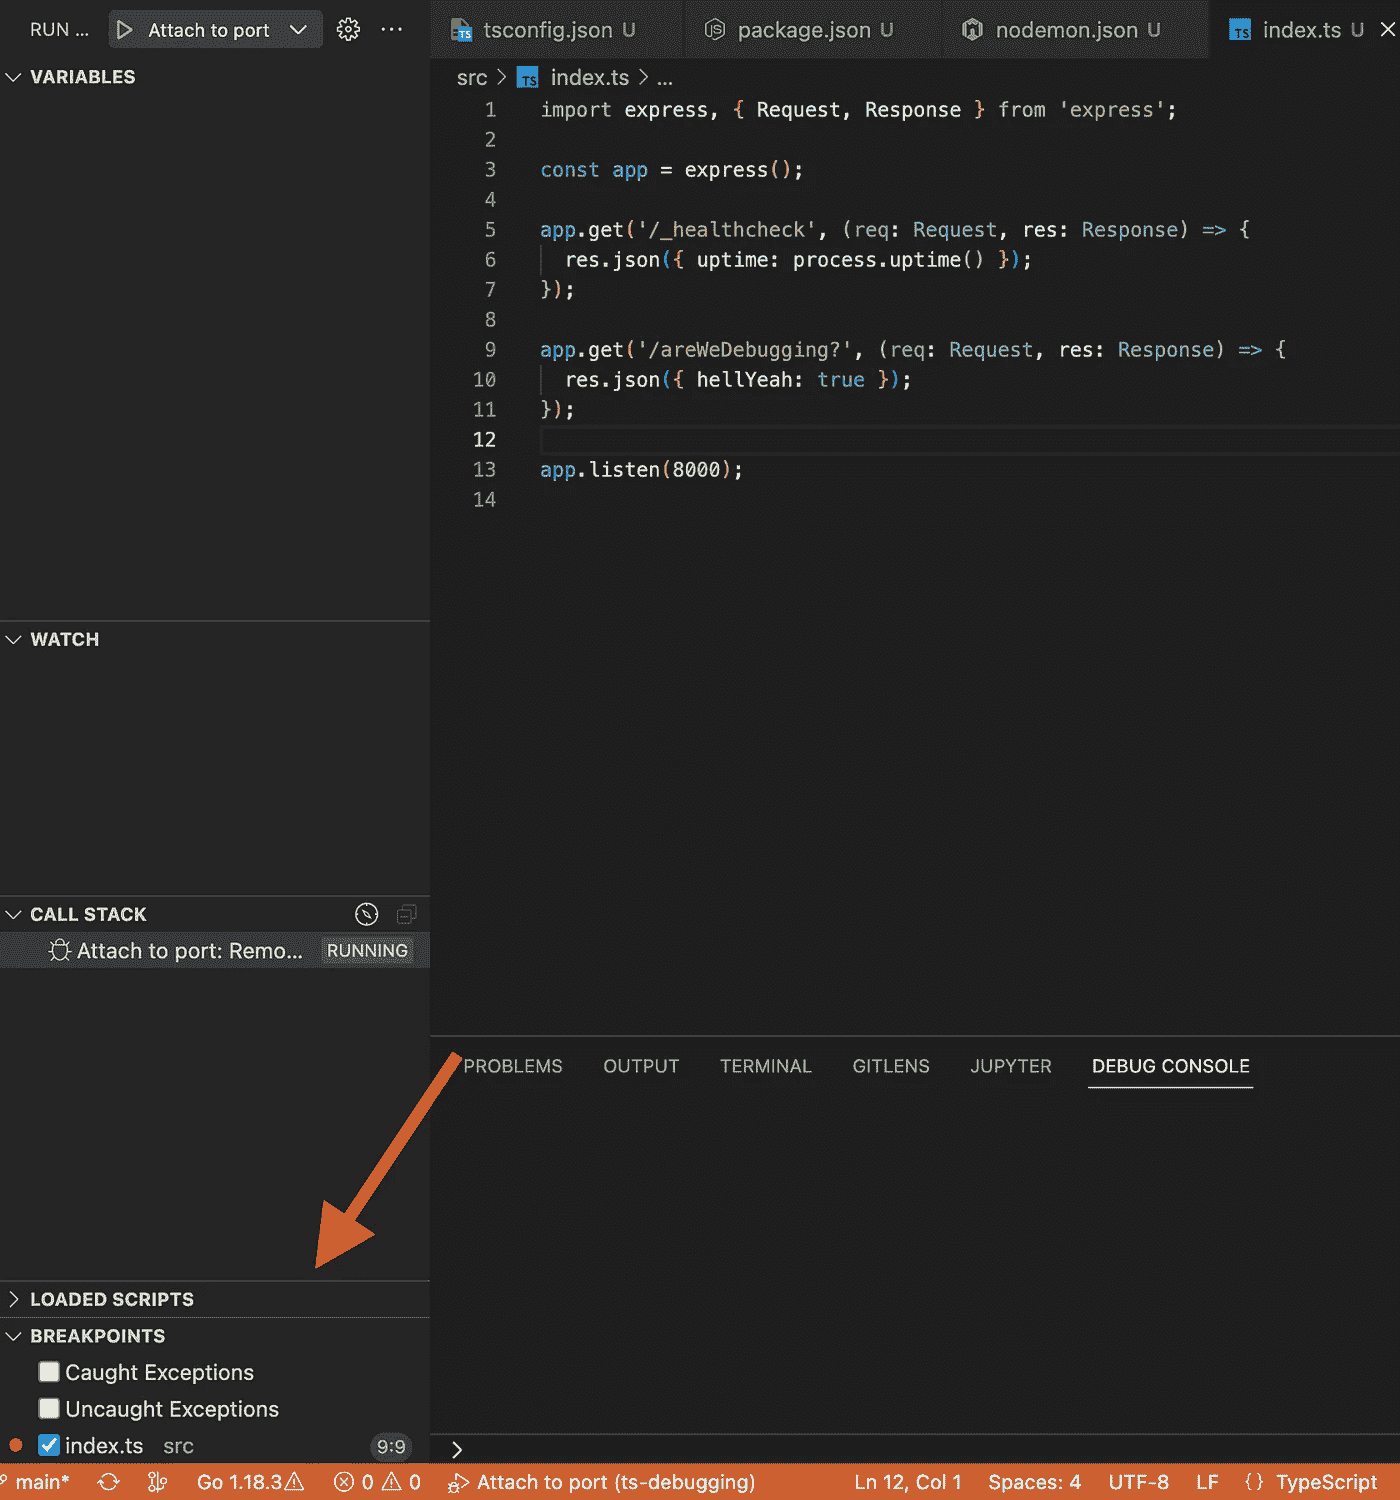 RUN ... Attach to port ...
tsconfig.json U package.json U nodemon.json U TS index.ts U
VARIABLES
src > TS index.ts > ...
1 import express, { Request, Response } from 'express';
2
3 const app = express();
4
5 app.get('/_healthcheck', (req: Request, res: Response) => {
6 res.json({ uptime: process.uptime() });
7 });
8
9 app.get('/areWeDebugging?', (req: Request, res: Response) => {
10 res.json({ hellYeah: true });
11 });
12
13 app.listen(8000);
14
WATCH
CALL STACK
Attach to port: Remo... RUNNING
PROBLEMS OUTPUT TERMINAL GITLENS JUPYTER DEBUG CONSOLE
LOADED SCRIPTS
BREAKPOINTS
Caught Exceptions
Uncaught Exceptions
index.ts src 9:9
>
main* Go 1.18.3 0 0 Attach to port (ts-debugging) Ln 12, Col 1 Spaces: 4 UTF-8 LF {} TypeScript